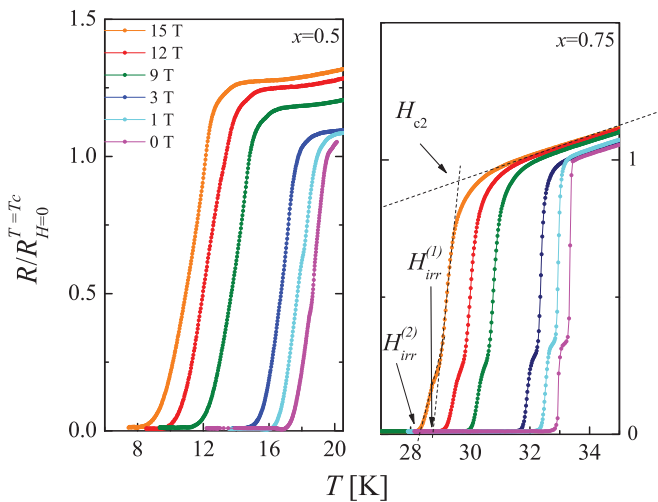 1.5
1.0
0.5
0.0
R/R^{T=Tc}_{H=0}
15 T
12 T
9 T
3 T
1 T
0 T
x=0.5
8
12
16
20
x=0.75
H_{c2}
H_{irr}^{(1)}
H_{irr}^{(2)}
1
0
28
30
32
34
T [K]